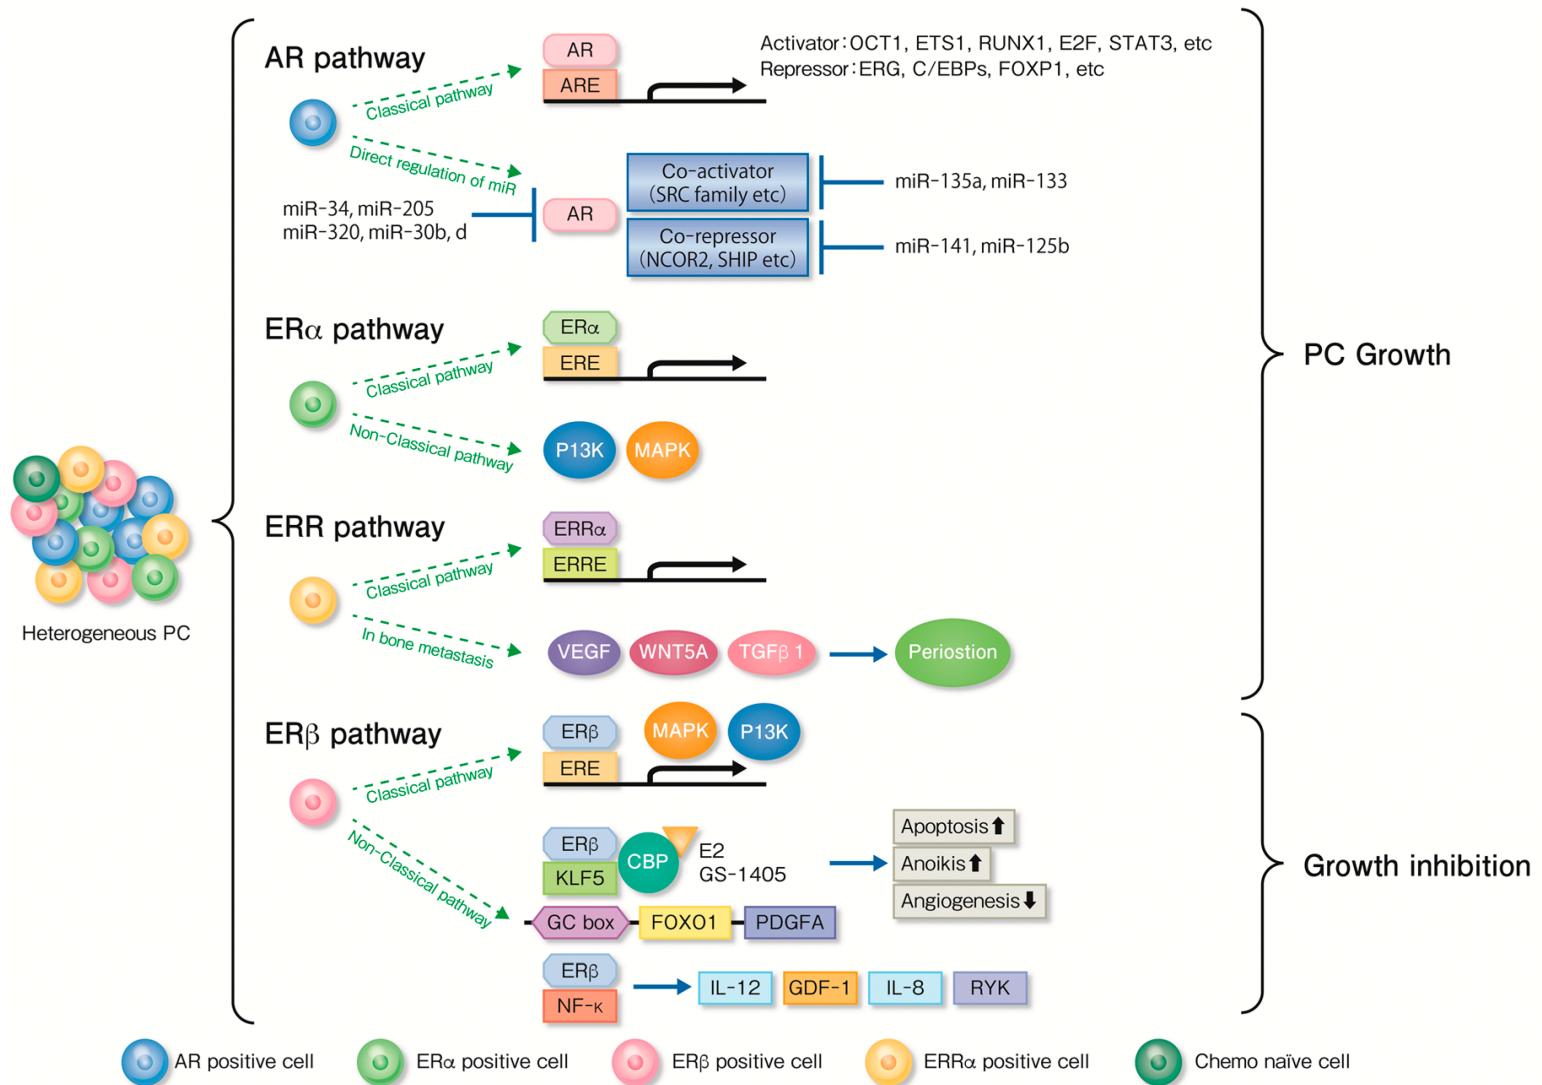 AR pathway
Classical pathway
AR
ARE
Activator:OCT1, ETS1, RUNX1, E2F, STAT3, etc
Repressor:ERG, C/EBPs, FOXP1, etc
Direct regulation of miR
miR-34, miR-205
miR-320, miR-30b, d
AR
Co-activator
(SRC family etc)
miR-135a, miR-133
Co-repressor
(NCOR2, SHIP etc)
miR-141, miR-125b
ERα pathway
Classical pathway
ERα
ERE
Non-Classical pathway
P13K
MAPK
PC Growth
ERR pathway
Classical pathway
ERRα
ERRE
In bone metastasis
VEGF
WNT5A
TGFβ 1
Periostion
Heterogeneous PC
ERβ pathway
Classical pathway
ERβ
ERE
MAPK
P13K
Non-Classical pathway
ERβ
KLF5
CBP
E2
GS-1405
Apoptosis⬆
Anoikis⬆
Angiogenesis⬇
Growth inhibition
GC box
FOXO1
PDGFA
ERβ
NF-κ
IL-12
GDF-1
IL-8
RYK
AR positive cell
ERα positive cell
ERβ positive cell
ERRα positive cell
Chemo naïve cell